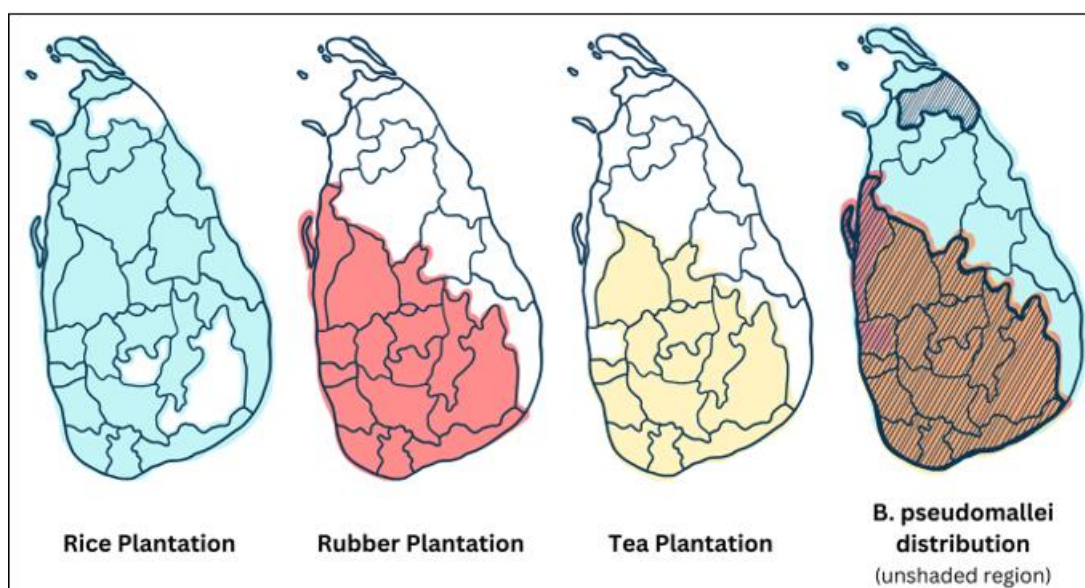 Rice Plantation
Rubber Plantation
Tea Plantation
B. pseudomallei
distribution
(unshaded region)